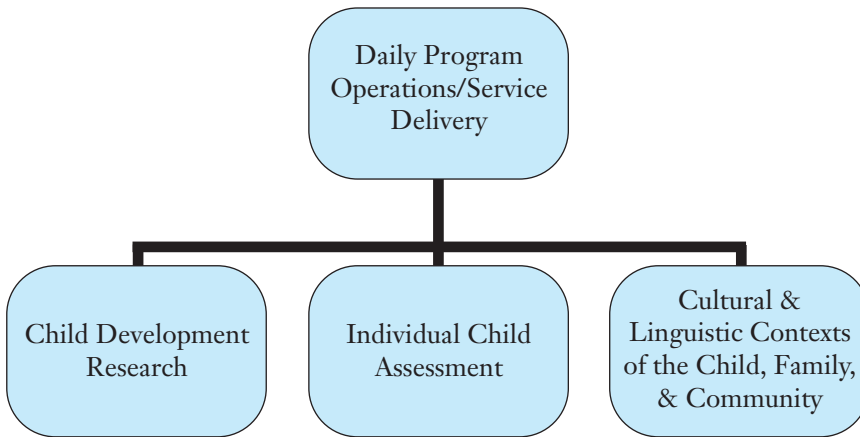 Daily Program
Operations/Service
Delivery
Child Development
Research
Individual Child
Assessment
Cultural &
Linguistic Contexts
of the Child, Family,
& Community